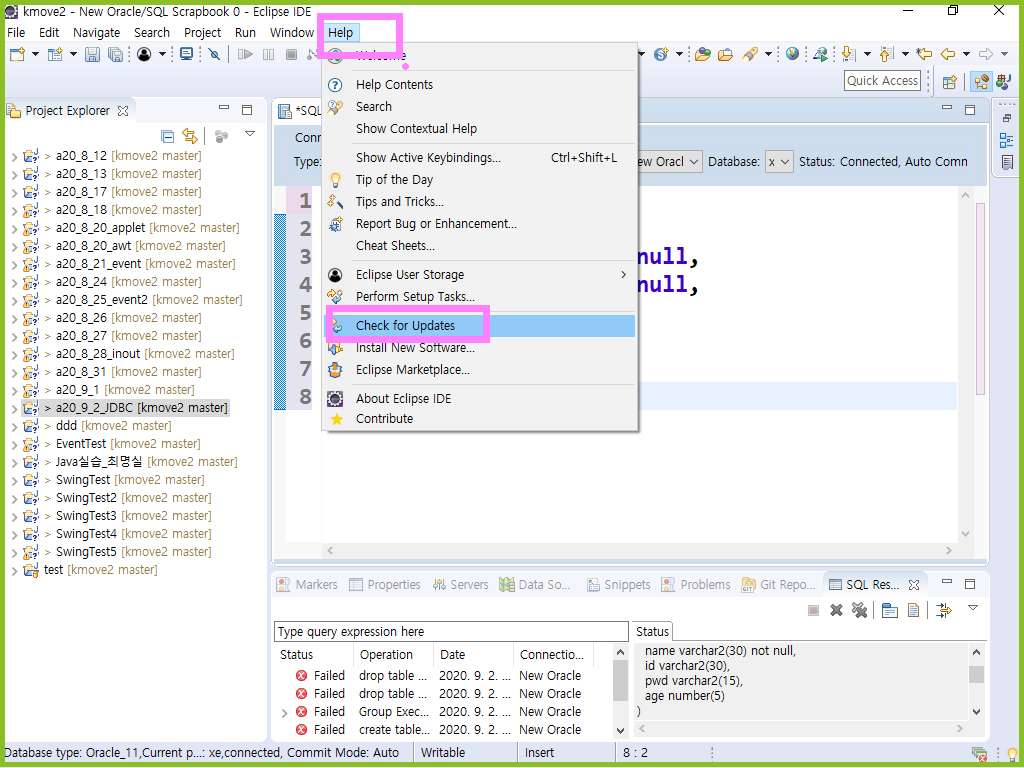 kmove2 - New Oracle/SQL Scrapbook 0 - Eclipse IDE
File Edit Navigate Search Project Run Window Help
Welcome
Help Contents
Search
Show Contextual Help
Show Active Keybindings... Ctrl+Shift+L
Tip of the Day
Tips and Tricks...
Report Bug or Enhancement...
Cheat Sheets...
Eclipse User Storage
Perform Setup Tasks...
Check for Updates
Install New Software...
Eclipse Marketplace...
About Eclipse IDE
Contribute
Quick Access
Project Explorer
> a20_8_12 [kmove2 master]
> a20_8_13 [kmove2 master]
> a20_8_17 [kmove2 master]
> a20_8_18 [kmove2 master]
> a20_8_20_applet [kmove2 master]
> a20_8_20_awt [kmove2 master]
> a20_8_21_event [kmove2 master]
> a20_8_24 [kmove2 master]
> a20_8_25_event2 [kmove2 master]
> a20_8_26 [kmove2 master]
> a20_8_27 [kmove2 master]
> a20_8_28_inout [kmove2 master]
> a20_8_31 [kmove2 master]
> a20_9_1 [kmove2 master]
> a20_9_2_JDBC [kmove2 master]
> ddd [kmove2 master]
> EventTest [kmove2 master]
> Java실습_최명실 [kmove2 master]
> SwingTest [kmove2 master]
> SwingTest2 [kmove2 master]
> SwingTest3 [kmove2 master]
> SwingTest4 [kmove2 master]
> SwingTest5 [kmove2 master]
test [kmove2 master]
*SQL
Conn
Type: ew Oracl Database: x Status: Connected, Auto Comn
1
2
3 null,
4 null,
5
6
7
8
Markers Properties Servers Data So... Snippets Problems Git Repo... SQL Res...
Type query expression here
Status Operation Date Connectio...
Failed drop table ... 2020. 9. 2. ... New Oracle
Failed drop table ... 2020. 9. 2. ... New Oracle
Failed Group Exec... 2020. 9. 2. ... New Oracle
Failed create table... 2020. 9. 2. ... New Oracle
Status
name varchar2(30) not null,
id varchar2(30),
pwd varchar2(15),
age number(5)
)
Database type: Oracle_11,Current p...: xe,connected, Commit Mode: Auto Writable Insert 8 : 2